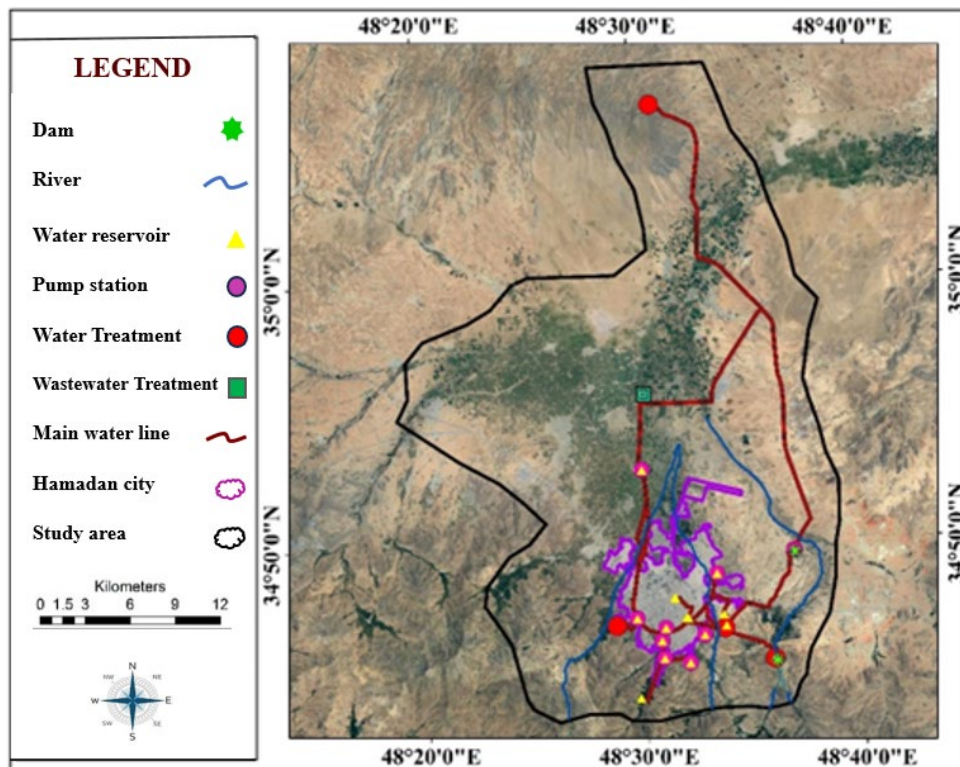 LEGEND
Dam
River
Water reservoir
Pump station
Water Treatment
Wastewater Treatment
Main water line
Hamadan city
Study area
Kilometers
0 1.5 3 6 9 12
N
NW NE
W E
SW SE
S
48°20'0"E 48°30'0"E 48°40'0"E
35°0'0"N 35°0'0"N
34°50'0"N 34°50'0"N
48°20'0"E 48°30'0"E 48°40'0"E